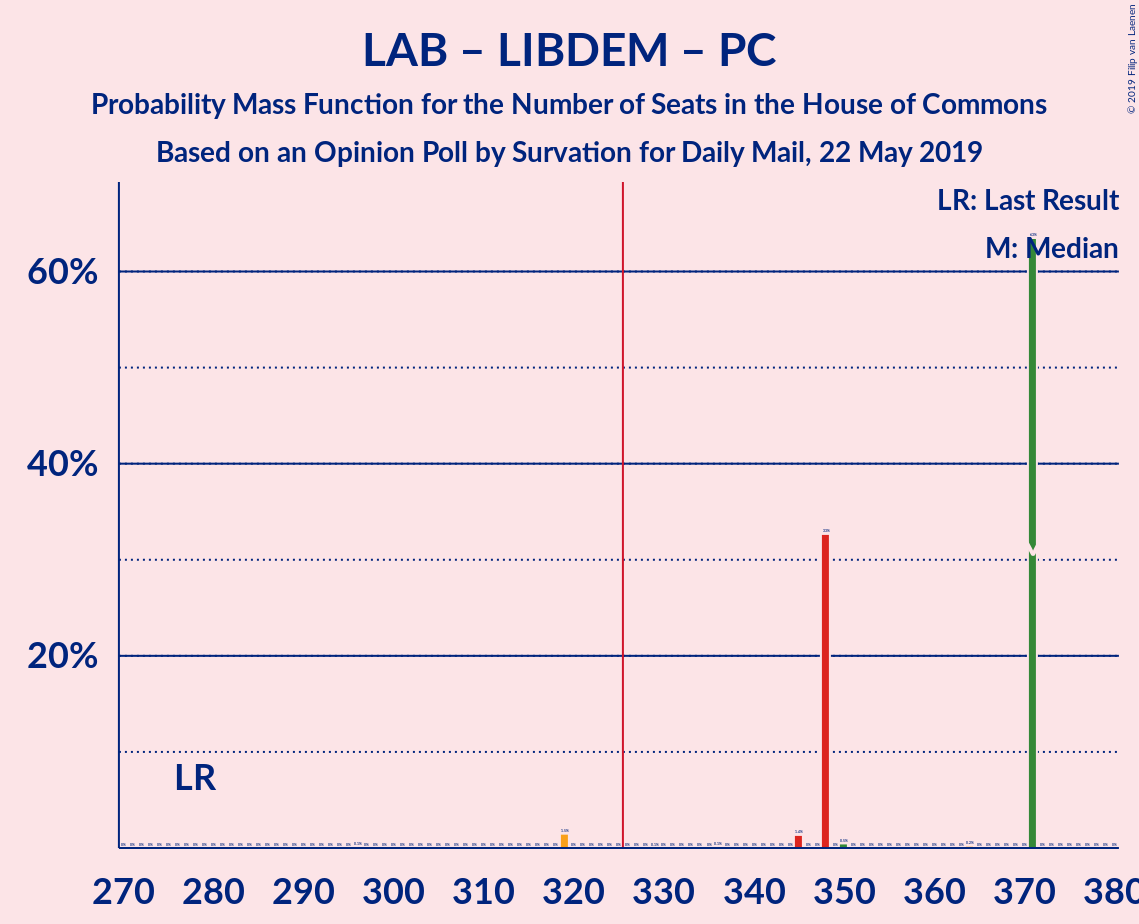 LAB – LIBDEM – PC
Probability Mass Function for the Number of Seats in the House of Commons
Based on an Opinion Poll by Survation for Daily Mail, 22 May 2019
© 2019 Filip van Laenen
LR: Last Result
M: Median
60%
40%
20%
LR
270 280 290 300 310 320 330 340 350 360 370 380